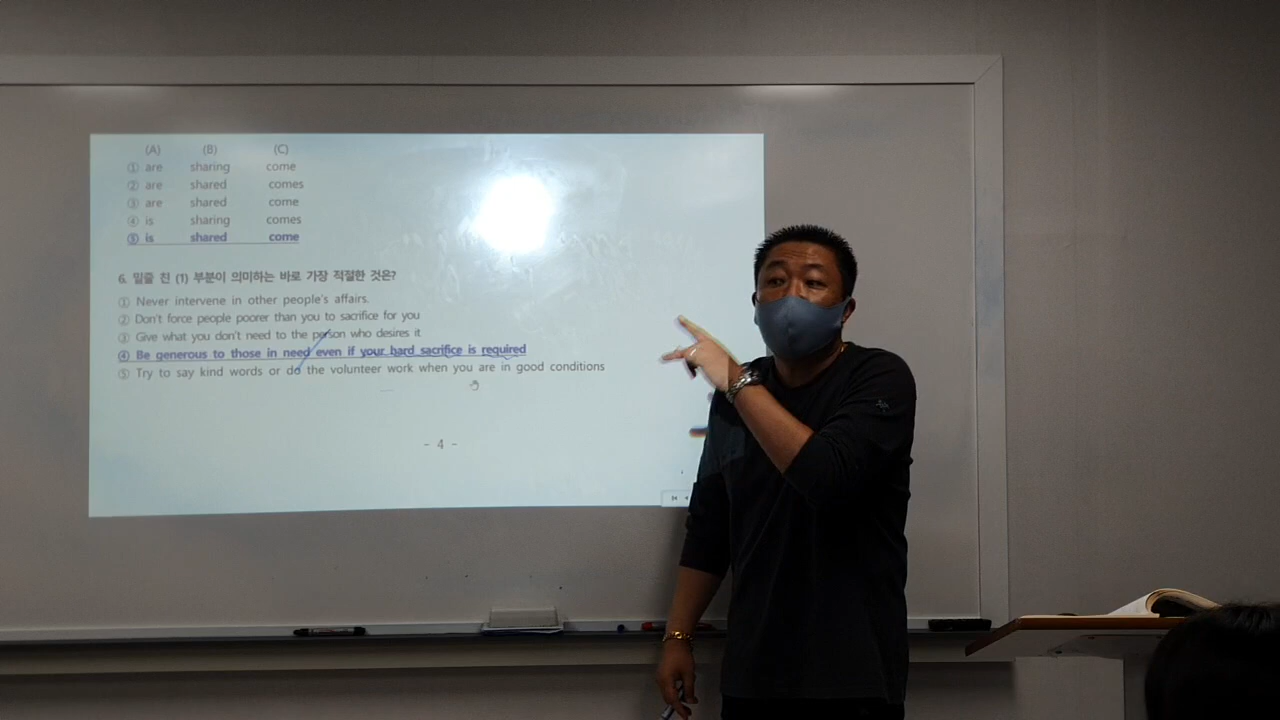 (A) (B) (C)
① are sharing come
② are shared comes
③ are shared come
④ is sharing comes
⑤ is shared come
6. 밑줄 친 (1) 부분이 의미하는 바로 가장 적절한 것은?
① Never intervene in other people's affairs.
② Don't force people poorer than you to sacrifice for you
③ Give what you don't need to the person who desires it
④ Be generous to those in need even if your hard sacrifice is required
⑤ Try to say kind words or do the volunteer work when you are in good conditions
- 4 -